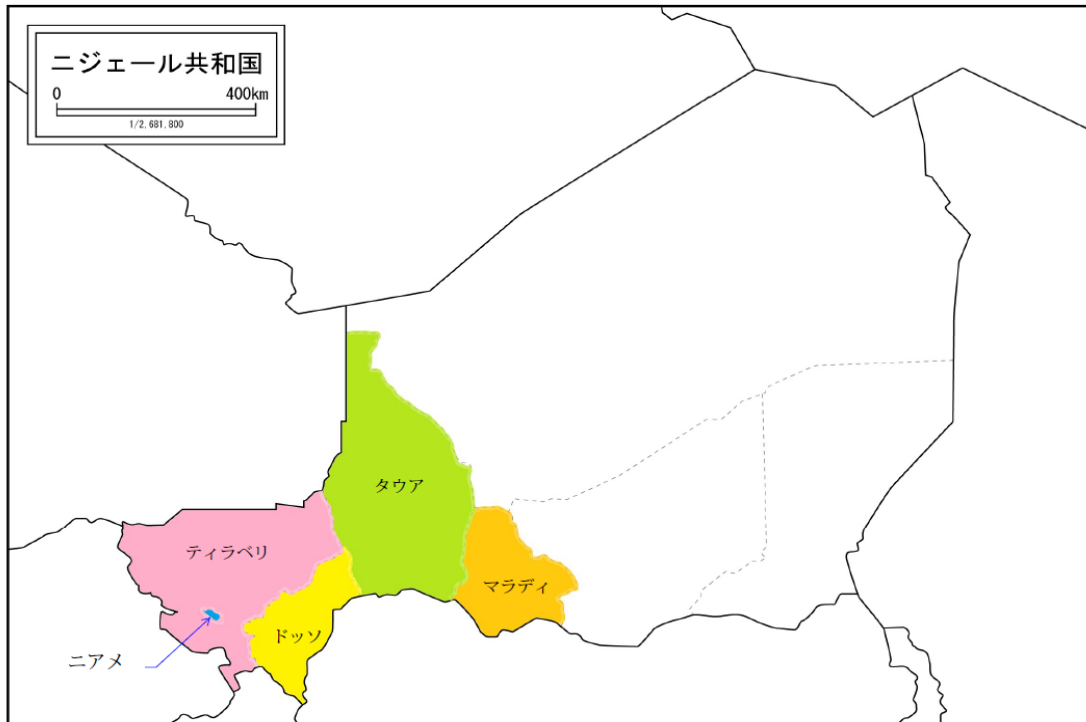 ニジェール共和国
0 400km
1/2,681,800
タウア
ティラベリ
マラディ
ドッソ
ニアメ